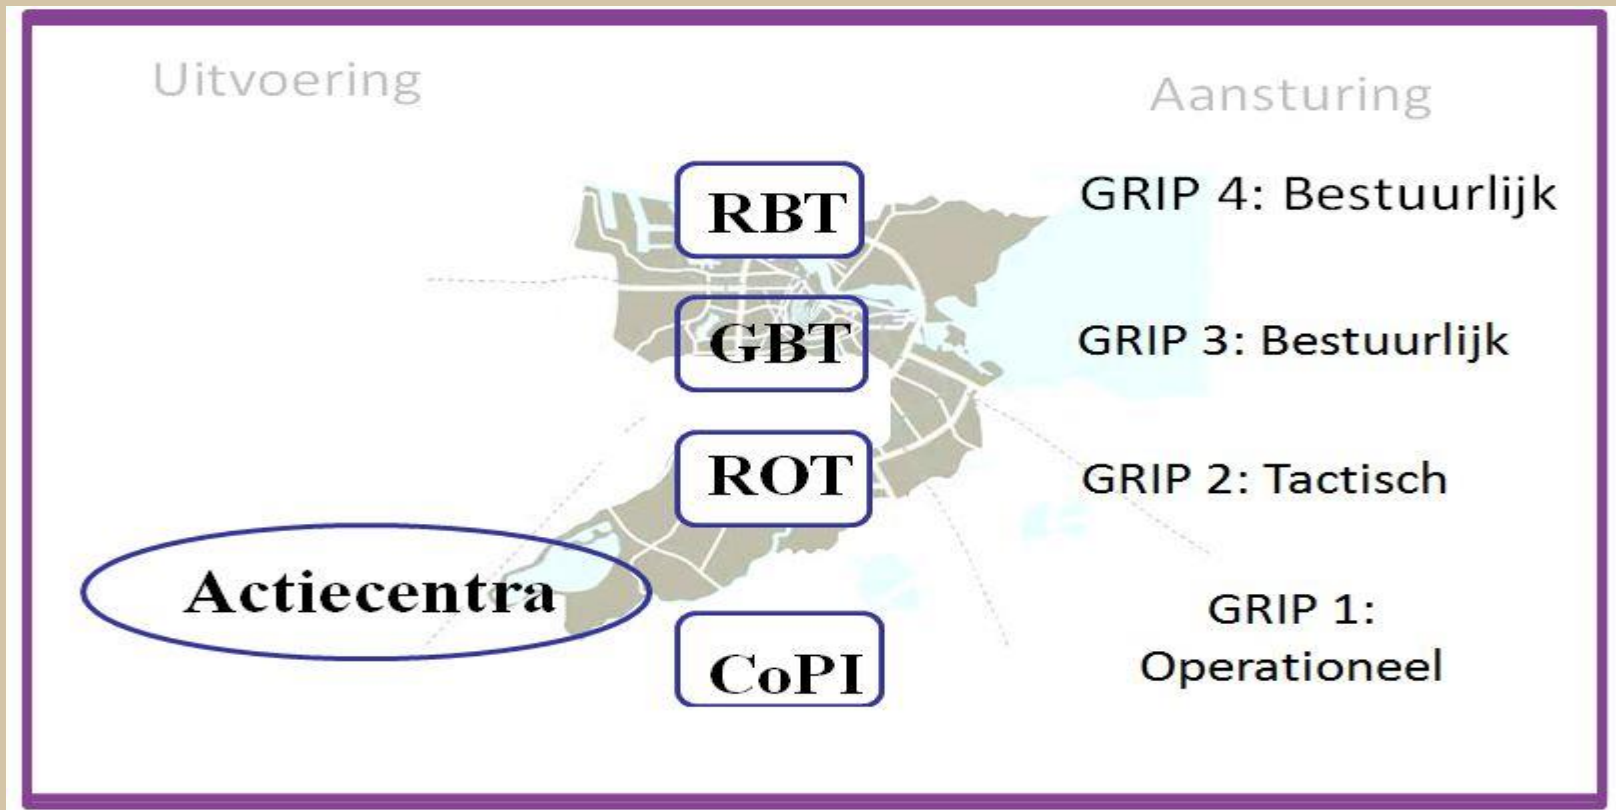 Uitvoering
Aansturing
RBT
GRIP 4: Bestuurlijk
GBT
GRIP 3: Bestuurlijk
ROT
GRIP 2: Tactisch
Actiecentra
CoPI
GRIP 1:
Operationeel